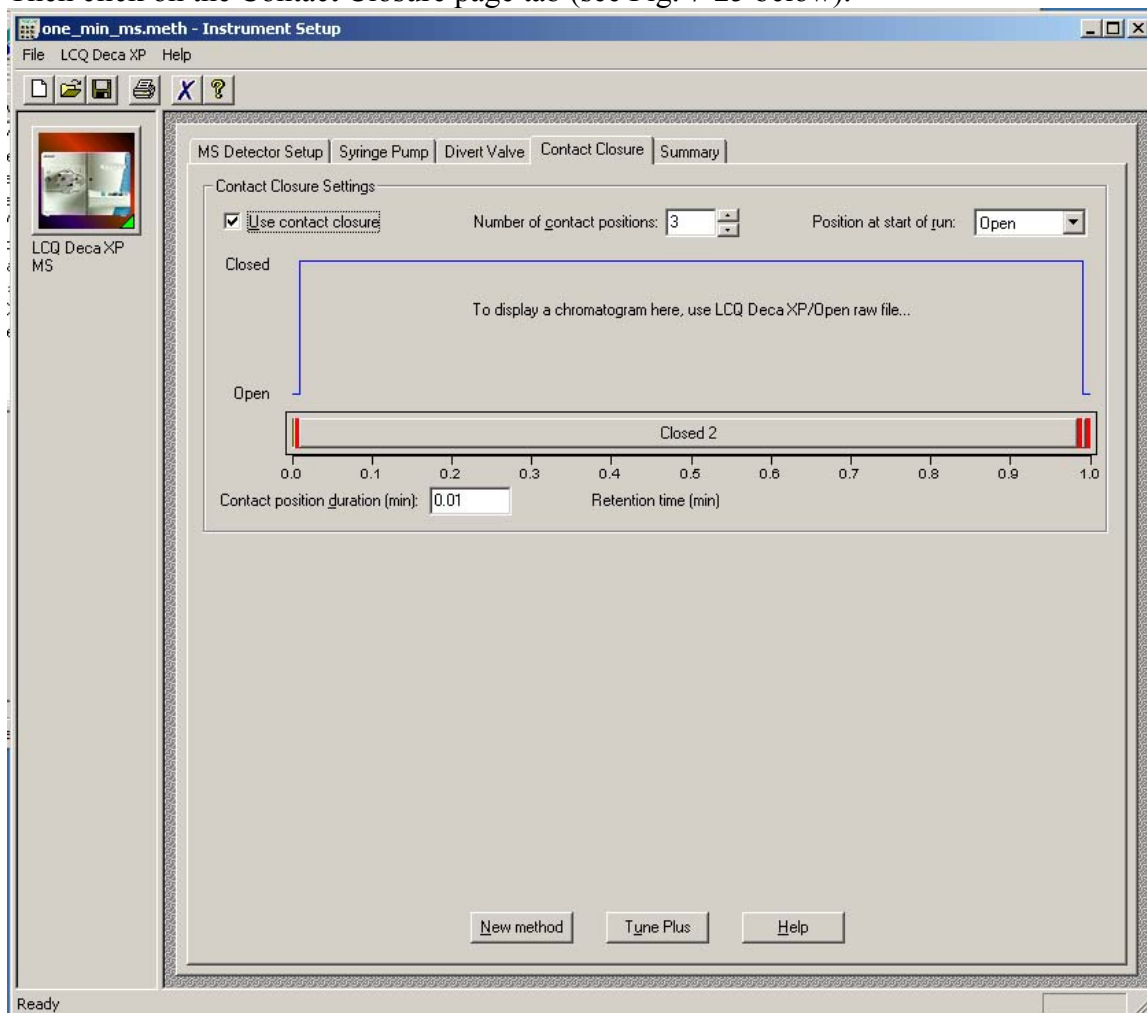 Then click on the Contact Closure page tab (see Fig. 7-25 below).
one_min_ms.meth - Instrument Setup
File LCQ Deca XP Help
MS Detector Setup Syringe Pump Divert Valve Contact Closure Summary
LCQ Deca XP
MS
Contact Closure Settings
Use contact closure Number of contact positions: 3 Position at start of run: Open
Closed
To display a chromatogram here, use LCQ Deca XP/Open raw file...
Open
Closed 2
0.0 0.1 0.2 0.3 0.4 0.5 0.6 0.7 0.8 0.9 1.0
Contact position duration (min): 0.01 Retention time (min)
New method Tune Plus Help
Ready